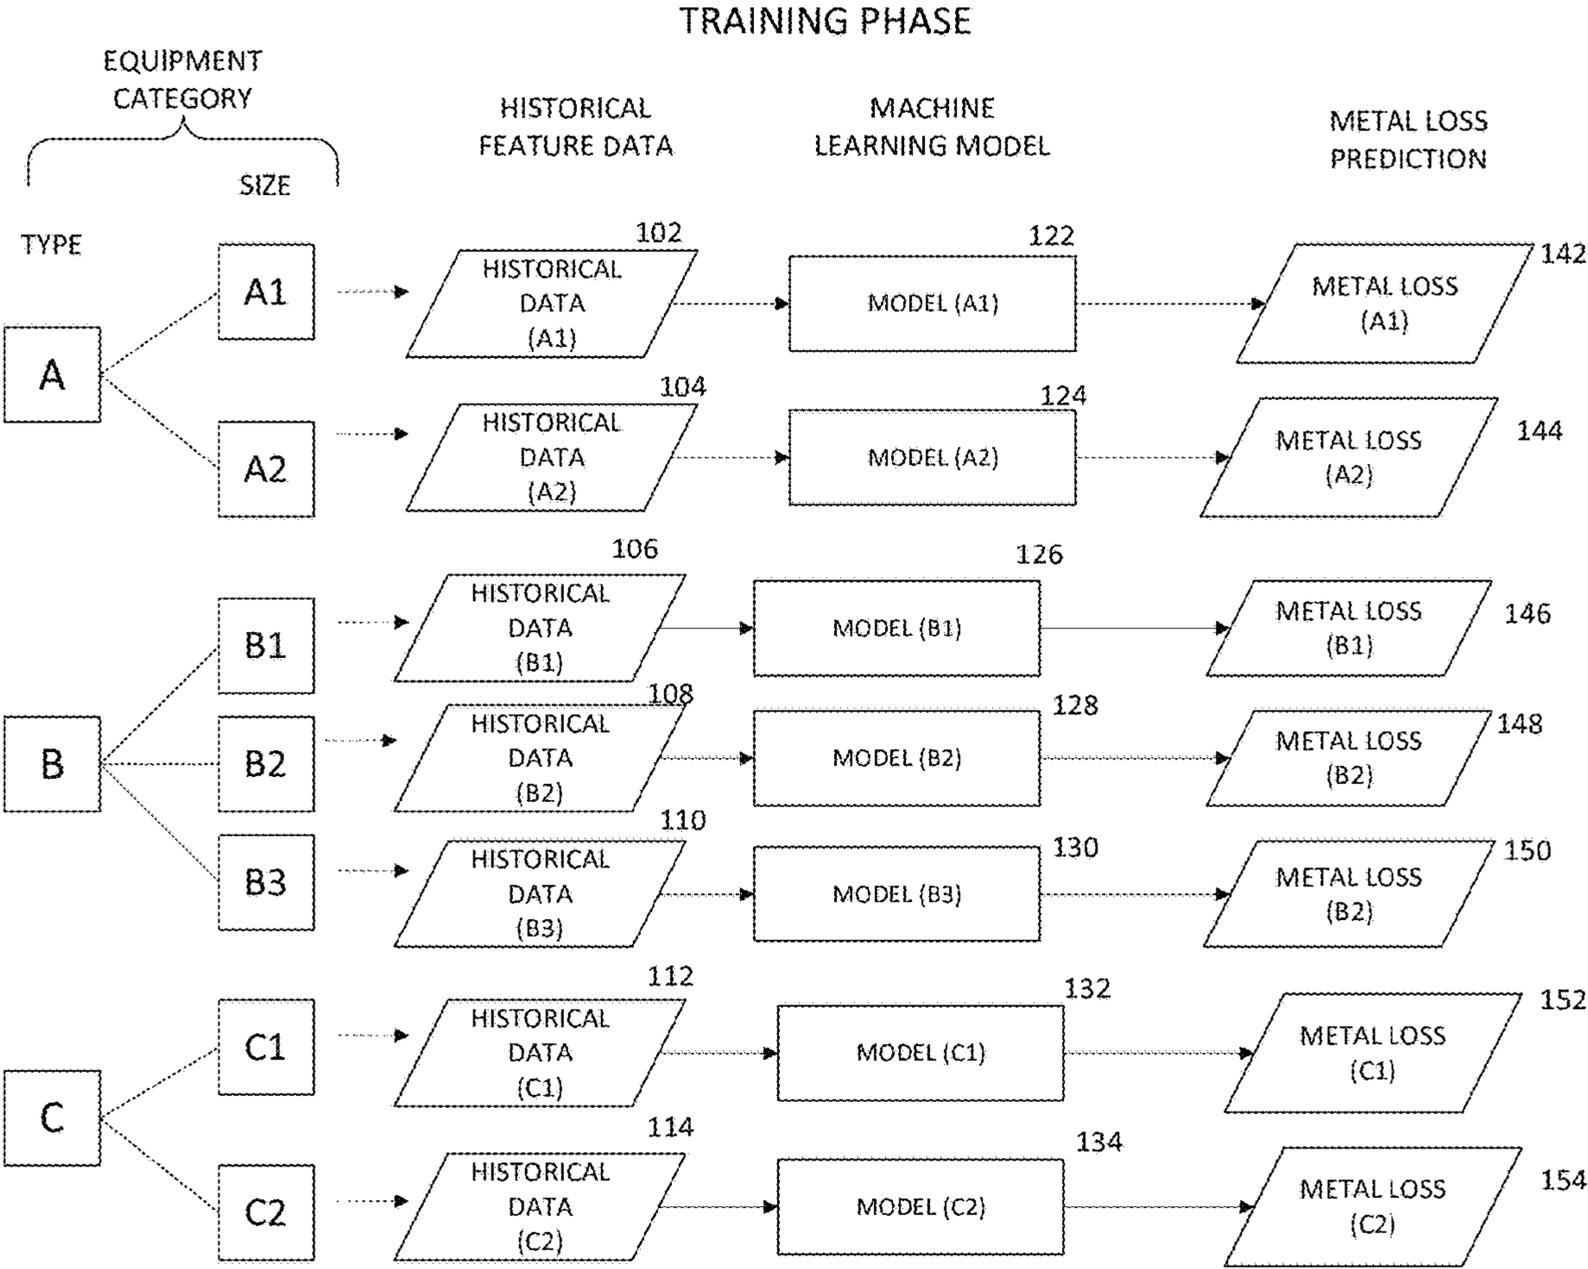 TRAINING PHASE
EQUIPMENT
CATEGORY
HISTORICAL
FEATURE DATA
MACHINE
LEARNING MODEL
METAL LOSS
PREDICTION
SIZE
TYPE
A
A1
102
HISTORICAL
DATA
(A1)
122
MODEL (A1)
142
METAL LOSS
(A1)
A2
104
HISTORICAL
DATA
(A2)
124
MODEL (A2)
144
METAL LOSS
(A2)
B
B1
106
HISTORICAL
DATA
(B1)
126
MODEL (B1)
146
METAL LOSS
(B1)
B2
108
HISTORICAL
DATA
(B2)
128
MODEL (B2)
148
METAL LOSS
(B2)
B3
110
HISTORICAL
DATA
(B3)
130
MODEL (B3)
150
METAL LOSS
(B2)
C
C1
112
HISTORICAL
DATA
(C1)
132
MODEL (C1)
152
METAL LOSS
(C1)
C2
114
HISTORICAL
DATA
(C2)
134
MODEL (C2)
154
METAL LOSS
(C2)